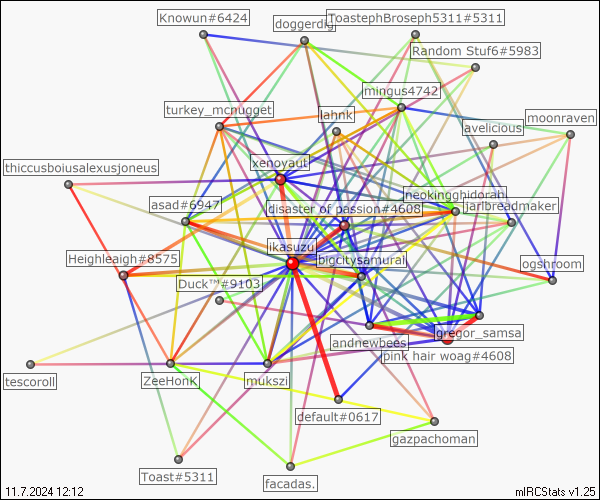 Knowun#6424
doggerdig
ToastephBroseph5311#5311
Random Stuf6#5983
mingus4742
turkey_mcnugget
lahnk
moonraven
avelicious
xenoyaut
thiccusboiusalexusjoneus
neokingghidorah
asad#6947
disaster of passion#4608
jarlbreadmaker
ikasuzu
Heighleigh#8575
bigcitysamurai
ogshroom
Duck™#9103
gregor_samsa
andnewbees
pink hair woag#4608
tescoroll
ZeeHonK
mukszi
default#0617
gazpachoman
Toast#5311
facadas.
11.7.2024 12:12
mIRCStats v1.25